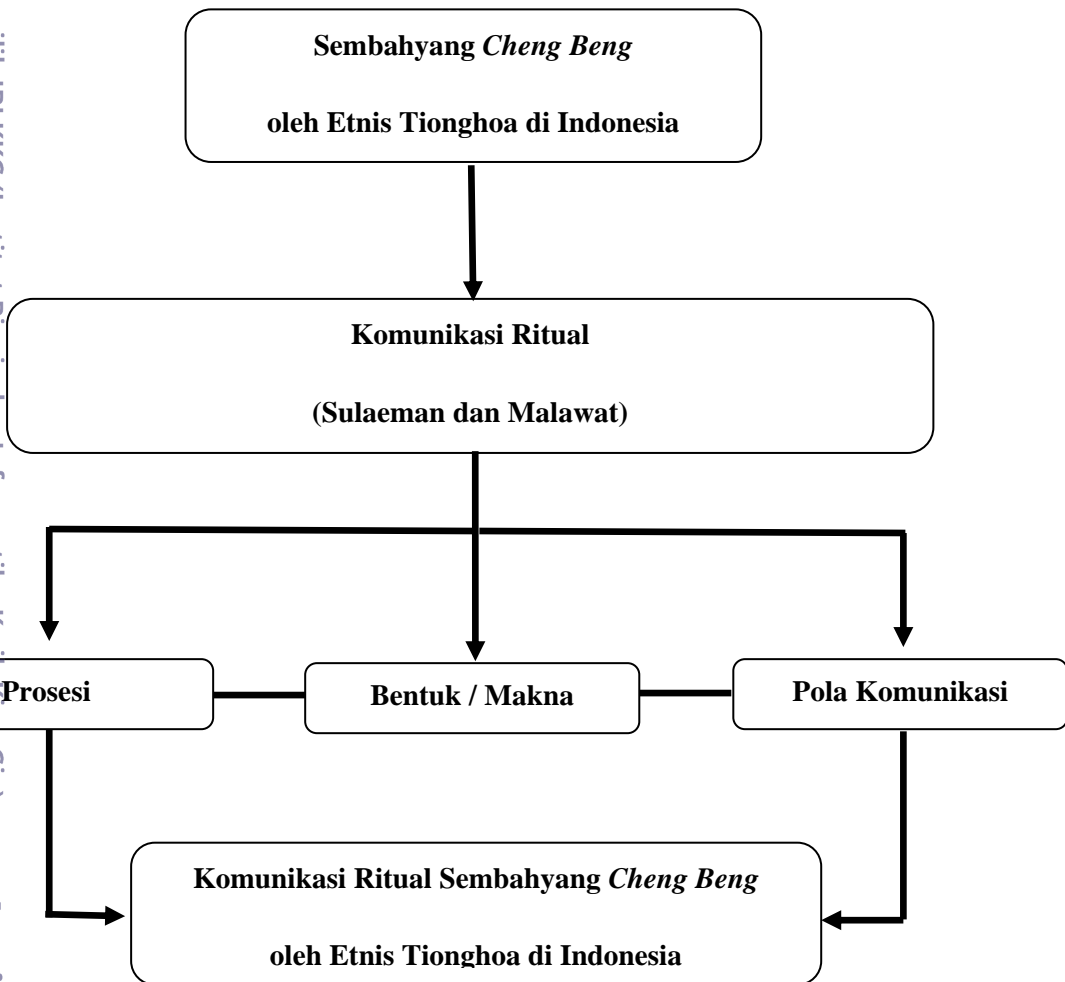 Sembahyang Cheng Beng
oleh Etnis Tionghoa di Indonesia
Komunikasi Ritual
(Sulaeman dan Malawat)
Prosesi
Bentuk / Makna
Pola Komunikasi
Komunikasi Ritual Sembahyang Cheng Beng
oleh Etnis Tionghoa di Indonesia